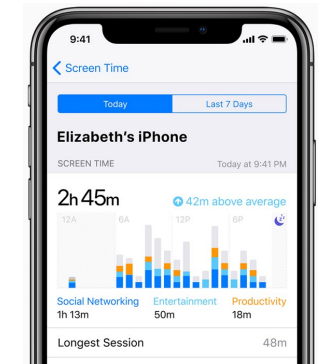 9:41
Screen Time
Today
Last 7 Days
Elizabeth's iPhone
SCREEN TIME
Today at 9:41 PM
2h 45m
42m above average
12A
6A
12P
6P
Social Networking
Entertainment
Productivity
1h 13m
50m
18m
Longest Session
48m